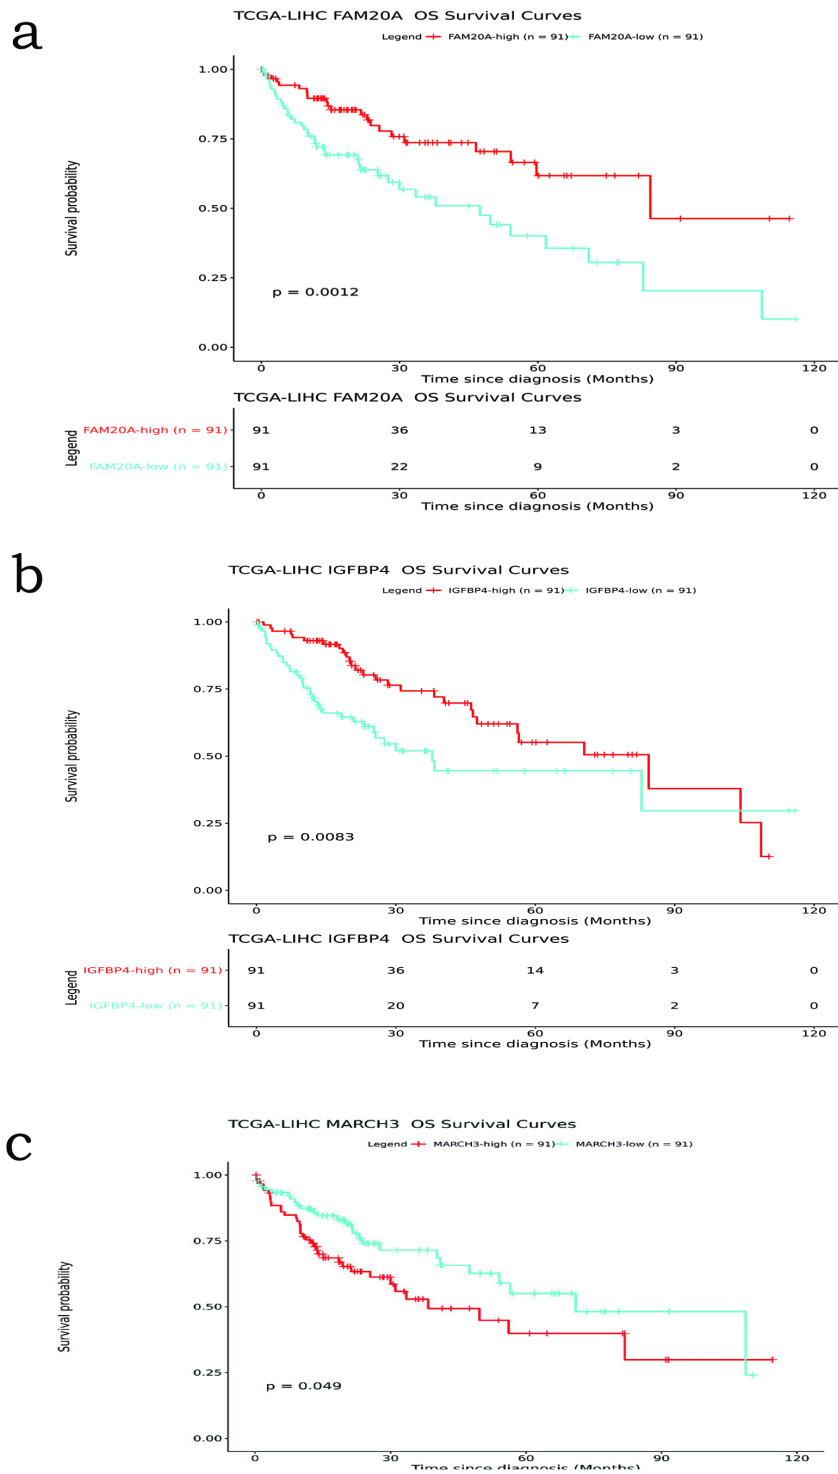 a
TCGA-LIHC FAM20A OS Survival Curves
Legend FAM20A-high (n = 91) FAM20A-low (n = 91)
1.00
0.75
0.50
0.25
0.00
Survival probability
p = 0.0012
0 30 60 90 120
Time since diagnosis (Months)
TCGA-LIHC FAM20A OS Survival Curves
Legend
FAM20A-high (n = 91) 91 36 13 3 0
FAM20A-low (n = 91) 91 22 9 2 0
0 30 60 90 120
Time since diagnosis (Months)
b
TCGA-LIHC IGFBP4 OS Survival Curves
Legend IGFBP4-high (n = 91) IGFBP4-low (n = 91)
1.00
0.75
0.50
0.25
0.00
Survival probability
p = 0.0083
0 30 60 90 120
Time since diagnosis (Months)
TCGA-LIHC IGFBP4 OS Survival Curves
Legend
IGFBP4-high (n = 91) 91 36 14 3 0
IGFBP4-low (n = 91) 91 20 7 2 0
0 30 60 90 120
Time since diagnosis (Months)
c
TCGA-LIHC MARCH3 OS Survival Curves
Legend MARCH3-high (n = 91) MARCH3-low (n = 91)
1.00
0.75
0.50
0.25
0.00
Survival probability
p = 0.049
0 30 60 90 120
Time since diagnosis (Months)